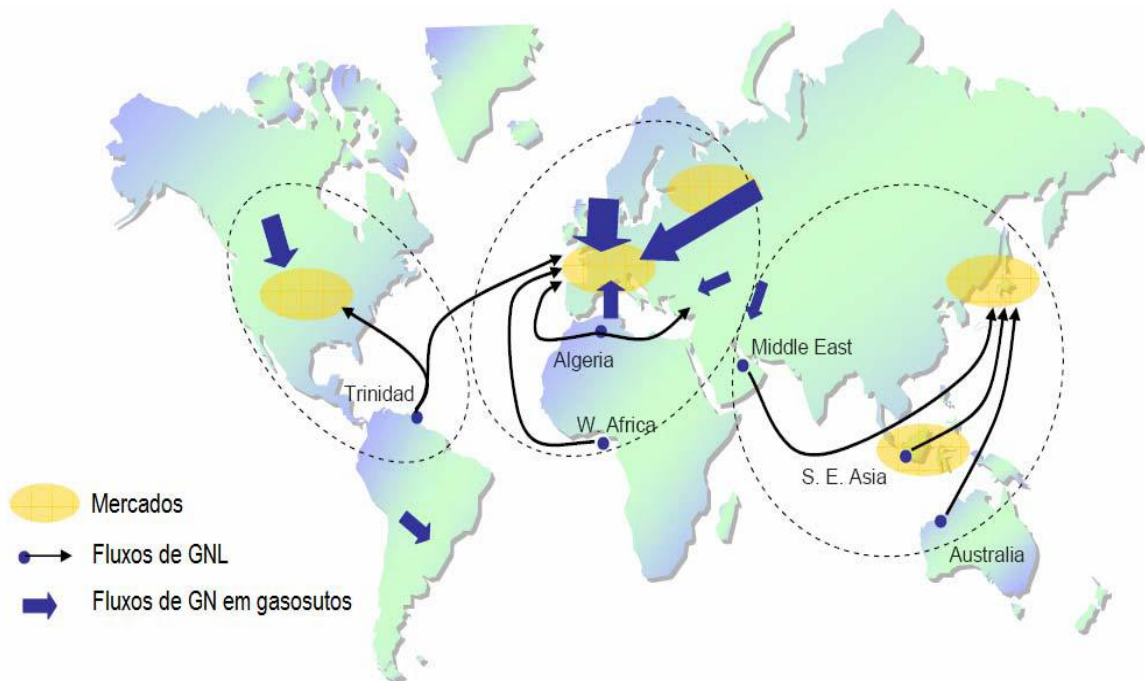 Middle East
Algeria
Trinidad
W. Africa
S. E. Asia
Australia
Mercados
Fluxos de GNL
Fluxos de GN em gasosutos